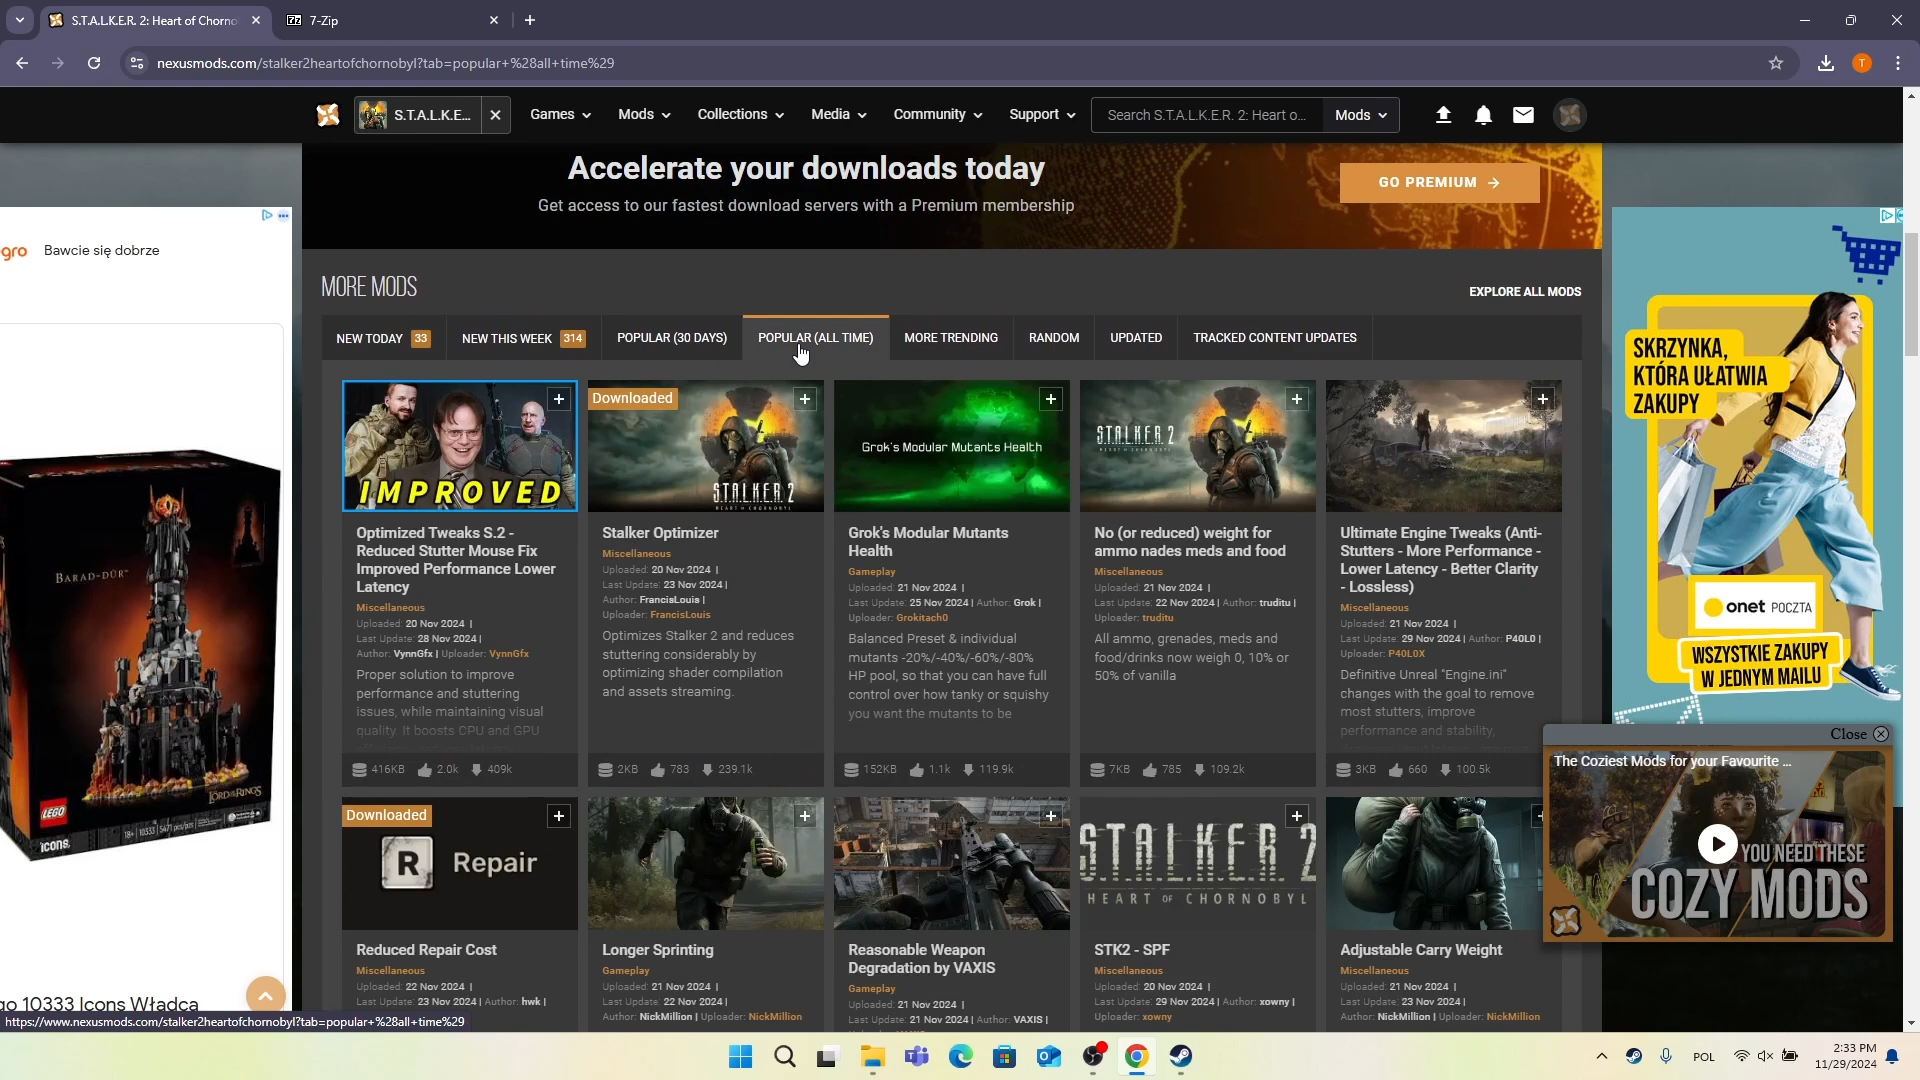 S.T.A.L.K.E.R. 2: Heart of Chorno
7-Zip
nexusmods.com/stalker2heartofchornobyl?tab=popular+%28all+time%29
S.T.A.L.K.E...
Games
Mods
Collections
Media
Community
Support
Search S.T.A.L.K.E.R. 2: Heart o...
Mods
Accelerate your downloads today
Get access to our fastest download servers with a Premium membership
GO PREMIUM
gro Bawcie się dobrze
MORE MODS
EXPLORE ALL MODS
NEW TODAY 33
NEW THIS WEEK 314
POPULAR (30 DAYS)
POPULAR (ALL TIME)
MORE TRENDING
RANDOM
UPDATED
TRACKED CONTENT UPDATES
IMPROVED
Optimized Tweaks S.2 -
Reduced Stutter Mouse Fix
Improved Performance Lower
Latency
Miscellaneous
Uploaded: 20 Nov 2024 |
Last Update: 28 Nov 2024 |
Author: VynnGfx | Uploader: VynnGfx
Proper solution to improve
performance and stuttering
issues, while maintaining visual
quality. It boosts CPU and GPU
416KB 2.0k 409k
Downloaded
S.T.A.L.K.E.R. 2
HEART OF CHORNOBYL
Stalker Optimizer
Miscellaneous
Uploaded: 20 Nov 2024 |
Last Update: 23 Nov 2024 |
Author: FrancisLouis |
Uploader: FrancisLouis
Optimizes Stalker 2 and reduces
stuttering considerably by
optimizing shader compilation
and assets streaming.
2KB 783 239.1k
Grok's Modular Mutants Health
Grok's Modular Mutants
Health
Gameplay
Uploaded: 21 Nov 2024 |
Last Update: 25 Nov 2024 | Author: Grok |
Uploader: Grokitach0
Balanced Preset & individual
mutants -20%/-40%/-60%/-80%
HP pool, so that you can have full
control over how tanky or squishy
you want the mutants to be
152KB 1.1k 119.9k
S.T.A.L.K.E.R. 2
HEART OF CHORNOBYL
No (or reduced) weight for
ammo nades meds and food
Miscellaneous
Uploaded: 21 Nov 2024 |
Last Update: 22 Nov 2024 | Author: truditu |
Uploader: truditu
All ammo, grenades, meds and
food/drinks now weigh 0, 10% or
50% of vanilla
7KB 785 109.2k
Ultimate Engine Tweaks (Anti-
Stutters - More Performance -
Lower Latency - Better Clarity
- Lossless)
Miscellaneous
Uploaded: 21 Nov 2024 |
Last Update: 29 Nov 2024 | Author: P40L0 |
Uploader: P40L0X
Definitive Unreal "Engine.ini"
changes with the goal to remove
most stutters, improve
performance and stability,
3KB 660 100.5k
Downloaded
R Repair
Reduced Repair Cost
Miscellaneous
Uploaded: 22 Nov 2024 |
Last Update: 23 Nov 2024 | Author: hwk |
Longer Sprinting
Gameplay
Uploaded: 21 Nov 2024 |
Last Update: 22 Nov 2024 |
Author: NickMillion | Uploader: NickMillion
Reasonable Weapon
Degradation by VAXIS
Gameplay
Uploaded: 21 Nov 2024 |
Last Update: 21 Nov 2024 | Author: VAXIS |
S.T.A.L.K.E.R. 2
HEART OF CHORNOBYL
STK2 - SPF
Miscellaneous
Uploaded: 20 Nov 2024 |
Last Update: 29 Nov 2024 | Author: xowny |
Uploader: xowny
Adjustable Carry Weight
Miscellaneous
Uploaded: 21 Nov 2024 |
Last Update: 23 Nov 2024 |
Author: NickMillion | Uploader: NickMillion
BARAD-DÛR
LEGO
ICONS
18+ | 10333 | 5471 pcs/pzs
THE LORD OF THE RINGS
go 10333 Icons Władca
SKRZYNKA,
KTÓRA UŁATWIA
ZAKUPY
onet POCZTA
WSZYSTKIE ZAKUPY
W JEDNYM MAILU
Close
The Coziest Mods for your Favourite ...
YOU NEED THESE
COZY MODS
https://www.nexusmods.com/stalker2heartofchornobyl?tab=popular+%28all+time%29
T
POL
2:33 PM
11/29/2024